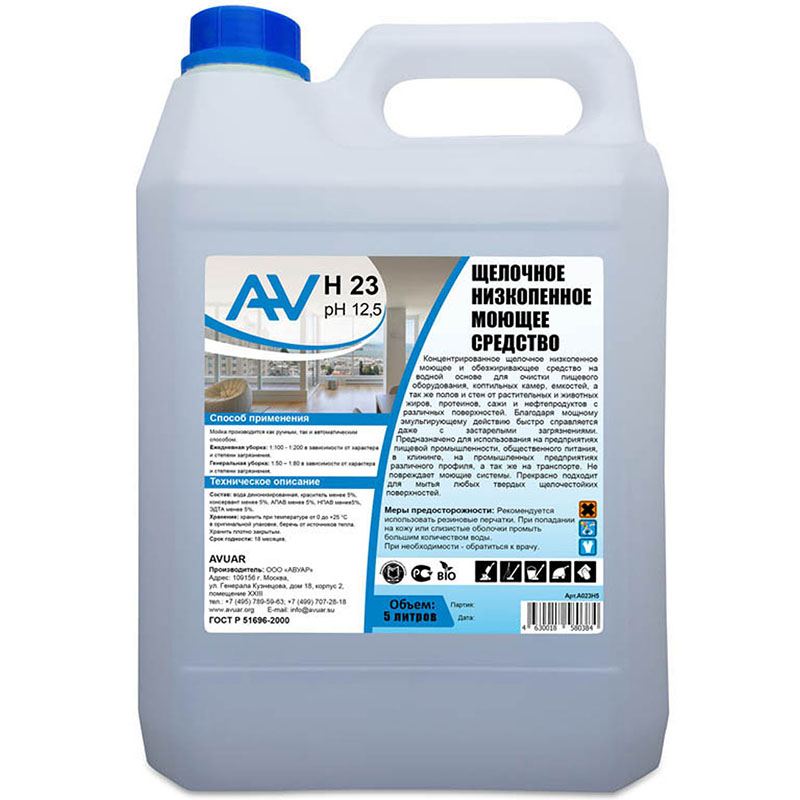 AV
H 23
pH 12,5
ЩЕЛОЧНОЕ
НИЗКОПЕННОЕ
МОЮЩЕЕ
СРЕДСТВО
Концентрированное щелочное низкопенное
моющее и обезжиривающее средство на
водной основе для очистки пищевого
оборудования, коптильных камер, емкостей, а
так же полов и стен от растительных и животных
жиров, протеинов, сажи и нефтепродуктов с
различных поверхностей. Благодаря мощному
эмульгирующему действию быстро справляется
даже с застарелыми загрязнениями.
Предназначено для использования на предприятиях
пищевой промышленности, общественного питания,
в клининге, на промышленных предприятиях
различного профиля, а так же на транспорте. Не
повреждает моющие системы. Прекрасно подходит
для мытья любых твердых щелочестойких
поверхностей.
Меры предосторожности: Рекомендуется
использовать резиновые перчатки. При попадании
на кожу или слизистые оболочки промыть
большим количеством воды.
При необходимости - обратиться к врачу.
Способ применения
Мойка производится как ручным, так и автоматическим
способом.
Ежедневная уборка: 1:100 - 1:200 в зависимости от характера
и степени загрязнения.
Генеральная уборка: 1:50 – 1:80 в зависимости от характера
и степени загрязнения.
Техническое описание
Состав: вода деионизированная, краситель менее 5%,
консервант менее 5%, АПАВ менее 5%, НПАВ менее5%,
ЭДТА менее 5%.
Хранение: хранить при температуре от 0 до +25 °C
в оригинальной упаковке, беречь от источников тепла.
Хранить плотно закрытым.
Срок годности: 18 месяцев.
AVUAR
Производитель: ООО «АВУАР»
Адрес: 109156 г. Москва,
ул. Генерала Кузнецова, дом 18, корпус 2,
помещение XXIII
тел.: +7 (495) 789-59-63; +7 (499) 707-28-18
www.avuar.org E-mail: info@avuar.su
ГОСТ Р 51696-2000
РС
BIO
Объем:
5 литров
Партия:
Дата:
Арт.A023H5
4 630018 580384